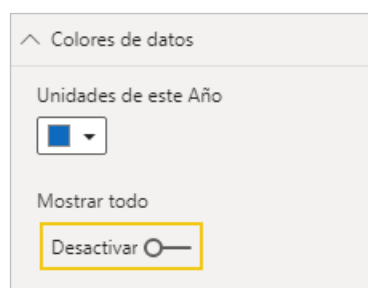 Colores de datos
Unidades de este Año
Mostrar todo
Desactivar